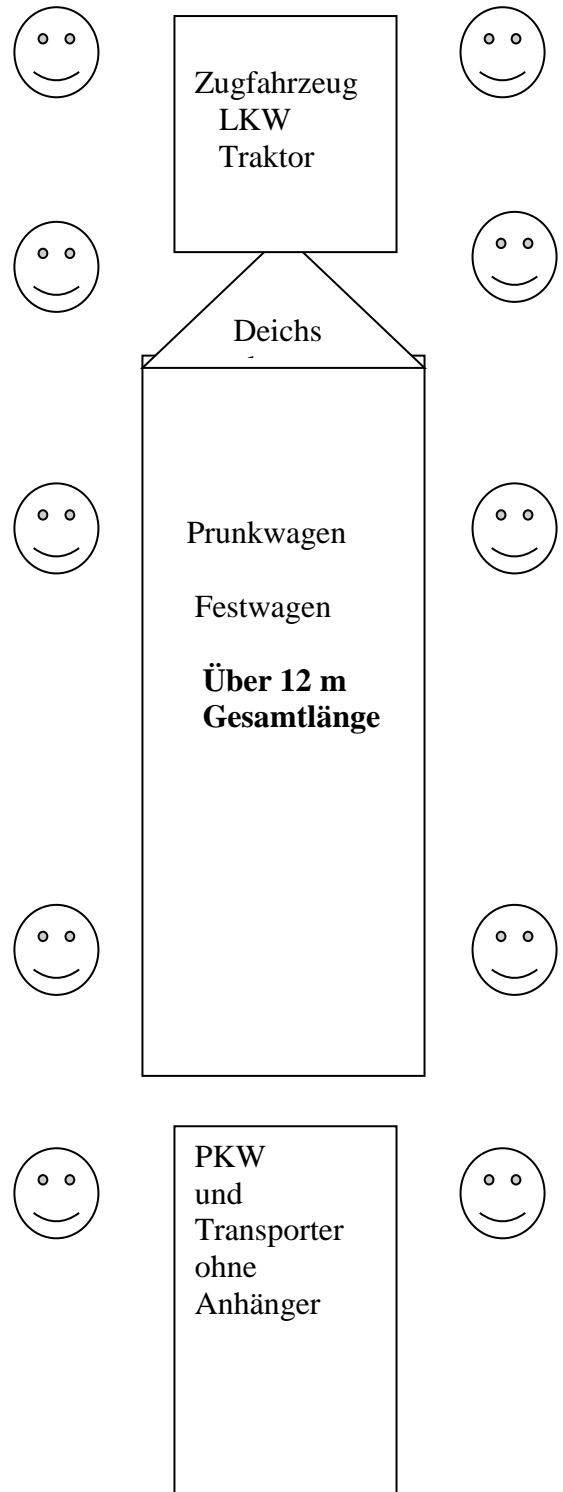 Zugfahrzeug
LKW
Traktor
Deichs
Prunkwagen
Festwagen
Über 12 m
Gesamtlänge
PKW
und
Transporter
ohne
Anhänger